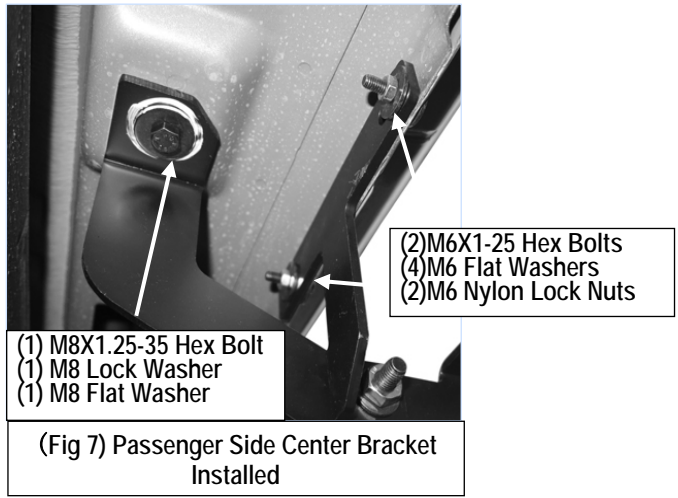 (2)M6X1-25 Hex Bolts
(4)M6 Flat Washers
(2)M6 Nylon Lock Nuts
(1) M8X1.25-35 Hex Bolt
(1) M8 Lock Washer
(1) M8 Flat Washer
(Fig 7) Passenger Side Center Bracket
Installed